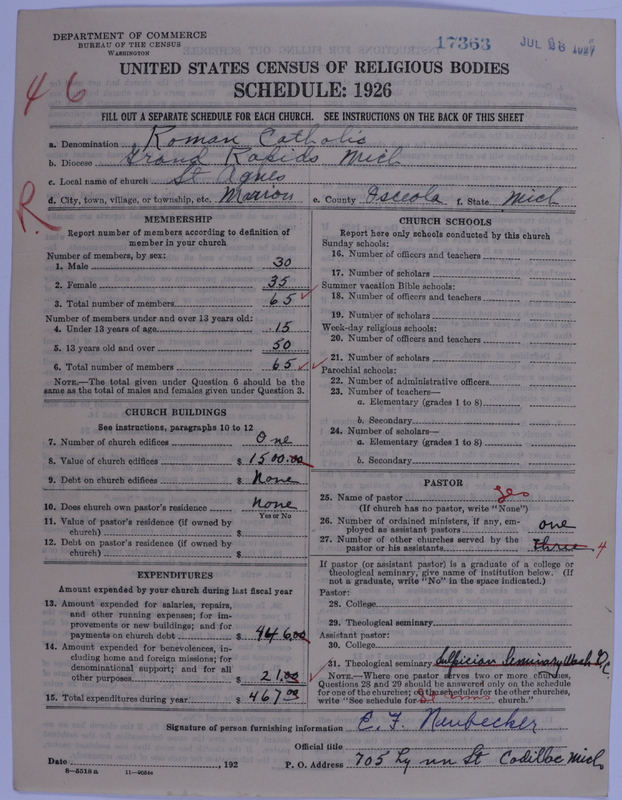 DEPARTMENT OF COMMERCE
BUREAU OF THE CENSUS
WASHINGTON
17363
JUL 28 1927
UNITED STATES CENSUS OF RELIGIOUS BODIES
SCHEDULE: 1926
46
FILL OUT A SEPARATE SCHEDULE FOR EACH CHURCH. SEE INSTRUCTIONS ON THE BACK OF THIS SHEET
a. Denomination Roman Catholic
b. Diocese Grand Rapids Mich
c. Local name of church St Agnes
d. City, town, village, or township, etc. Marion e. County Osceola f. State Mich
R.
MEMBERSHIP
Report number of members according to definition of
member in your church
Number of members, by sex:
1. Male 30
2. Female 35
3. Total number of members 65
Number of members under and over 13 years old:
4. Under 13 years of age 15
5. 13 years old and over 50
6. Total number of members 65
NOTE.—The total given under Question 6 should be the
same as the total of males and females given under Question 3.
CHURCH BUILDINGS
See instructions, paragraphs 10 to 12
7. Number of church edifices One
8. Value of church edifices $ 1500.00
9. Debt on church edifices $ None
10. Does church own pastor's residence None
Yes or No
11. Value of pastor's residence (if owned by
church) $
12. Debt on pastor's residence (if owned by
church) $
EXPENDITURES
Amount expended by your church during last fiscal year
13. Amount expended for salaries, repairs,
and other running expenses; for im-
provements or new buildings; and for
payments on church debt $ 446.00
14. Amount expended for benevolences, in-
cluding home and foreign missions; for
denominational support; and for all
other purposes $ 21.00
15. Total expenditures during year $ 467.00
CHURCH SCHOOLS
Report here only schools conducted by this church
Sunday schools:
16. Number of officers and teachers
17. Number of scholars
Summer vacation Bible schools:
18. Number of officers and teachers
19. Number of scholars
Week-day religious schools:
20. Number of officers and teachers
21. Number of scholars
Parochial schools:
22. Number of administrative officers
23. Number of teachers—
a. Elementary (grades 1 to 8)
b. Secondary
24. Number of scholars—
a. Elementary (grades 1 to 8)
b. Secondary
PASTOR
25. Name of pastor yes
(If church has no pastor, write "None")
26. Number of ordained ministers, if any, em-
ployed as assistant pastors one
27. Number of other churches served by the
pastor or his assistants three 4
If pastor (or assistant pastor) is a graduate of a college or
theological seminary, give name of institution below. (If
not a graduate, write "No" in the space indicated.)
Pastor:
28. College
29. Theological seminary
Assistant pastor:
30. College
31. Theological seminary Sulpician Seminary Wash D/C
NOTE.—Where one pastor serves two or more churches,
Questions 28 and 29 should be answered only on the schedule
for one of the churches; on the schedules for the other churches,
write "See schedule for St anns church."
Signature of person furnishing information C. F. Neubecker
Official title
Date , 192 P. O. Address 705 Lynn St Cadillac Mich
8—5518a 11—90544